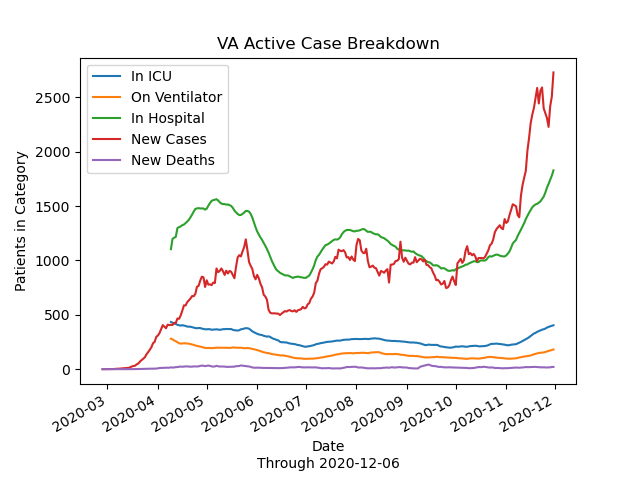 VA Active Case Breakdown
In ICU
On Ventilator
In Hospital
New Cases
New Deaths
Patients in Category
2500
2000
1500
1000
500
0
2020-03
2020-04
2020-05
2020-06
2020-07
2020-08
2020-09
2020-10
2020-11
2020-12
Date
Through 2020-12-06